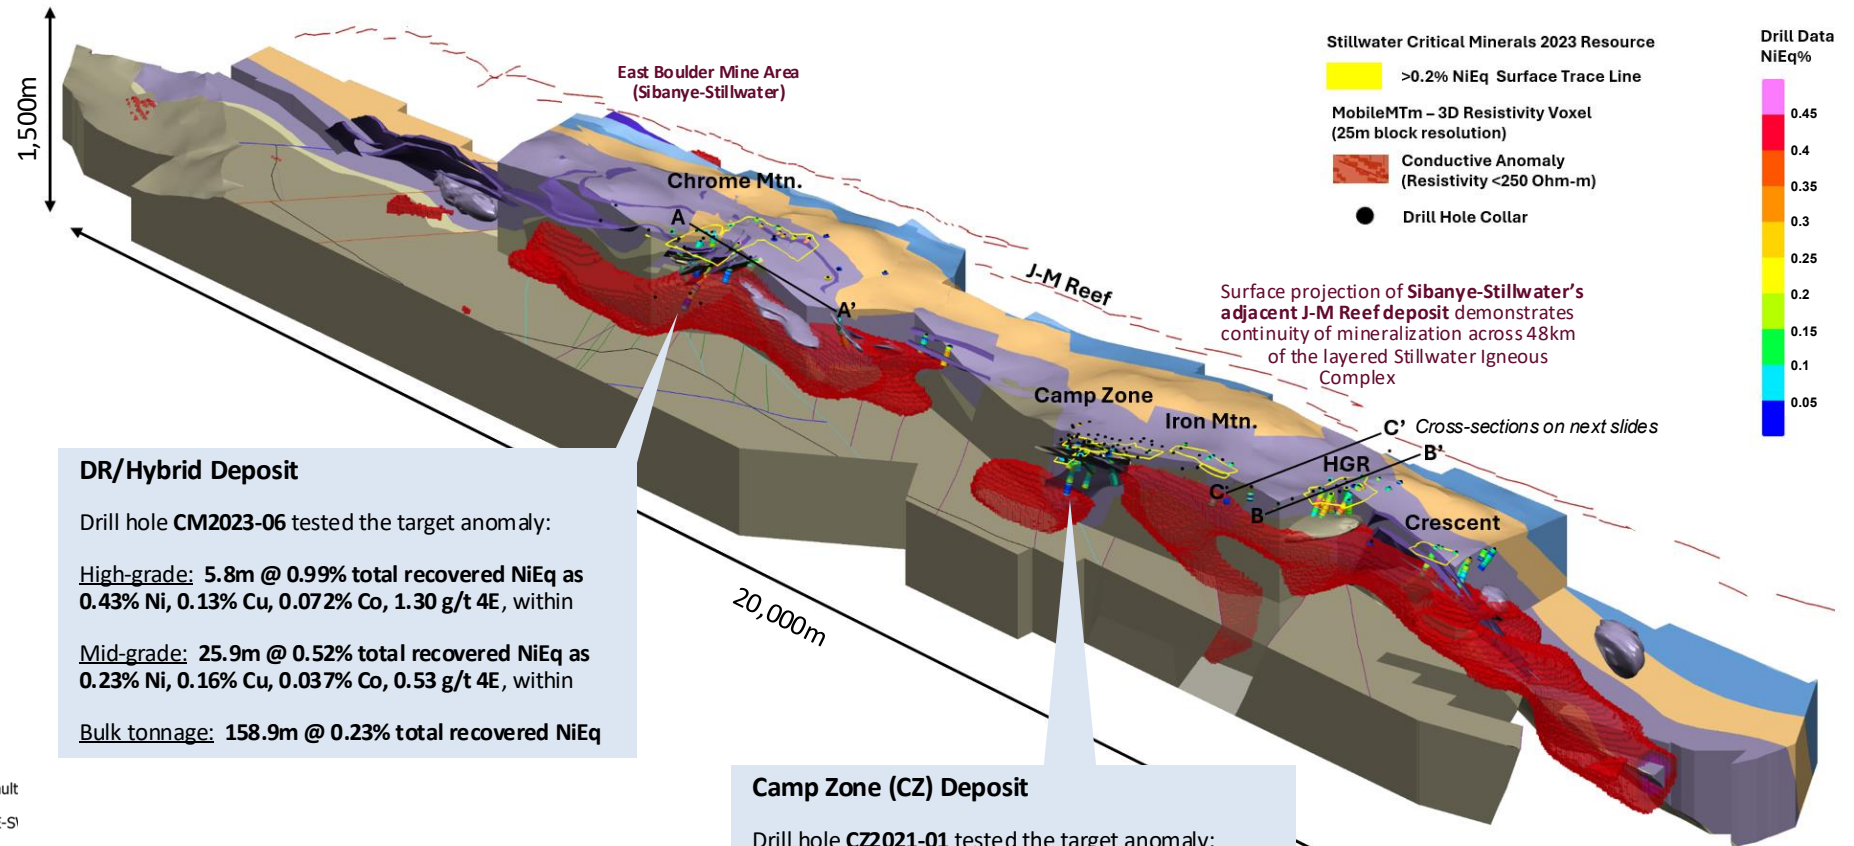 1,500m
East Boulder Mine Area
(Sibanye-Stillwater)
Chrome Mtn.
A
A’
J-M Reef
Stillwater Critical Minerals 2023 Resource
>0.2% NiEq Surface Trace Line
MobileMTm – 3D Resistivity Voxel
(25m block resolution)
Conductive Anomaly
(Resistivity <250 Ohm-m)
Drill Hole Collar
Drill Data
NiEq%
0.45
0.4
0.35
0.3
0.25
0.2
0.15
0.1
0.05
Surface projection of Sibanye-Stillwater’s
adjacent J-M Reef deposit demonstrates
continuity of mineralization across 48km
of the layered Stillwater Igneous
Complex
Camp Zone
Iron Mtn.
C’ Cross-sections on next slides
B’
HGR
C
B
Crescent
20,000m
DR/Hybrid Deposit
Drill hole CM2023-06 tested the target anomaly:
High-grade: 5.8m @ 0.99% total recovered NiEq as
0.43% Ni, 0.13% Cu, 0.072% Co, 1.30 g/t 4E, within
Mid-grade: 25.9m @ 0.52% total recovered NiEq as
0.23% Ni, 0.16% Cu, 0.037% Co, 0.53 g/t 4E, within
Bulk tonnage: 158.9m @ 0.23% total recovered NiEq
Camp Zone (CZ) Deposit
Drill hole CZ2021-01 tested the target anomaly: